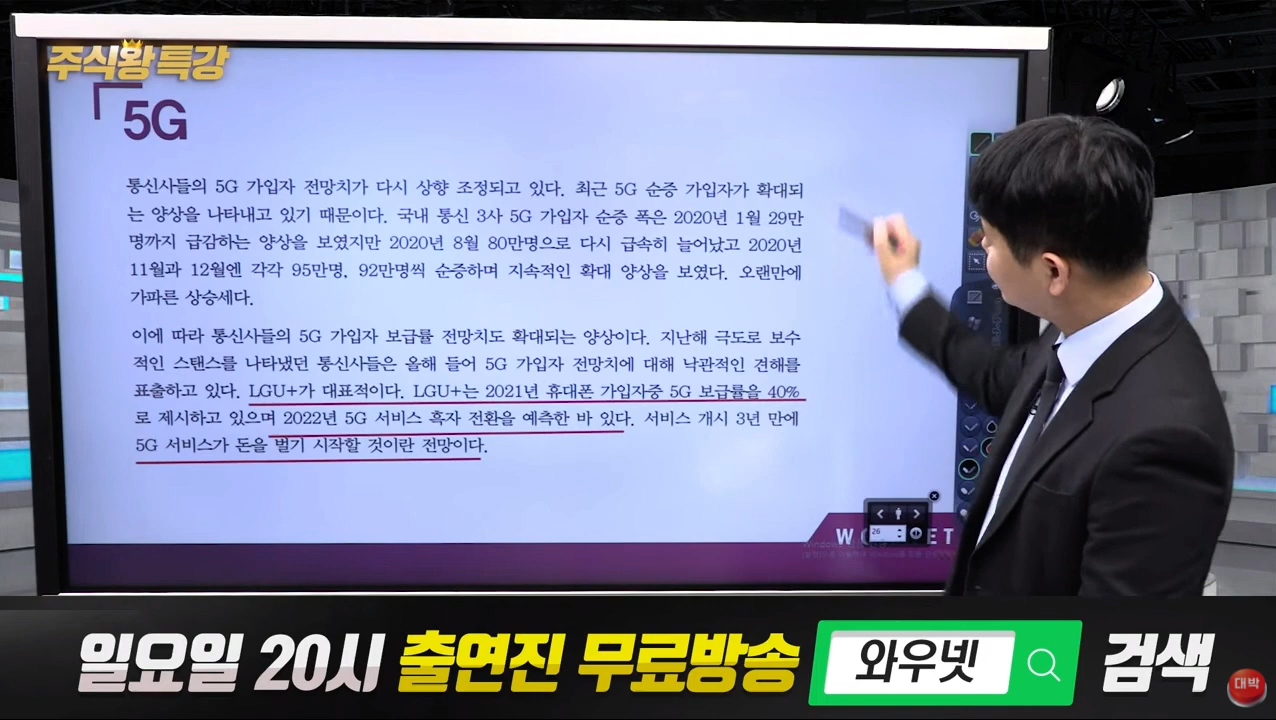 주식왕 특강
5G
통신사들의 5G 가입자 전망치가 다시 상향 조정되고 있다. 최근 5G 순증 가입자가 확대되
는 양상을 나타내고 있기 때문이다. 국내 통신 3사 5G 가입자 순증 폭은 2020년 1월 29만
명까지 급감하는 양상을 보였지만 2020년 8월 80만명으로 다시 급속히 늘어났고 2020년
11월과 12월엔 각각 95만명, 92만명씩 순증하며 지속적인 확대 양상을 보였다. 오랜만에
가파른 상승세다.
이에 따라 통신사들의 5G 가입자 보급률 전망치도 확대되는 양상이다. 지난해 극도로 보수
적인 스탠스를 나타냈던 통신사들은 올해 들어 5G 가입자 전망치에 대해 낙관적인 견해를
표출하고 있다. LGU+가 대표적이다. LGU+는 2021년 휴대폰 가입자중 5G 보급률을 40%
로 제시하고 있으며 2022년 5G 서비스 흑자 전환을 예측한 바 있다. 서비스 개시 3년 만에
5G 서비스가 돈을 벌기 시작할 것이란 전망이다.
26
일요일 20시 출연진 무료방송 와우넷 검색
대박